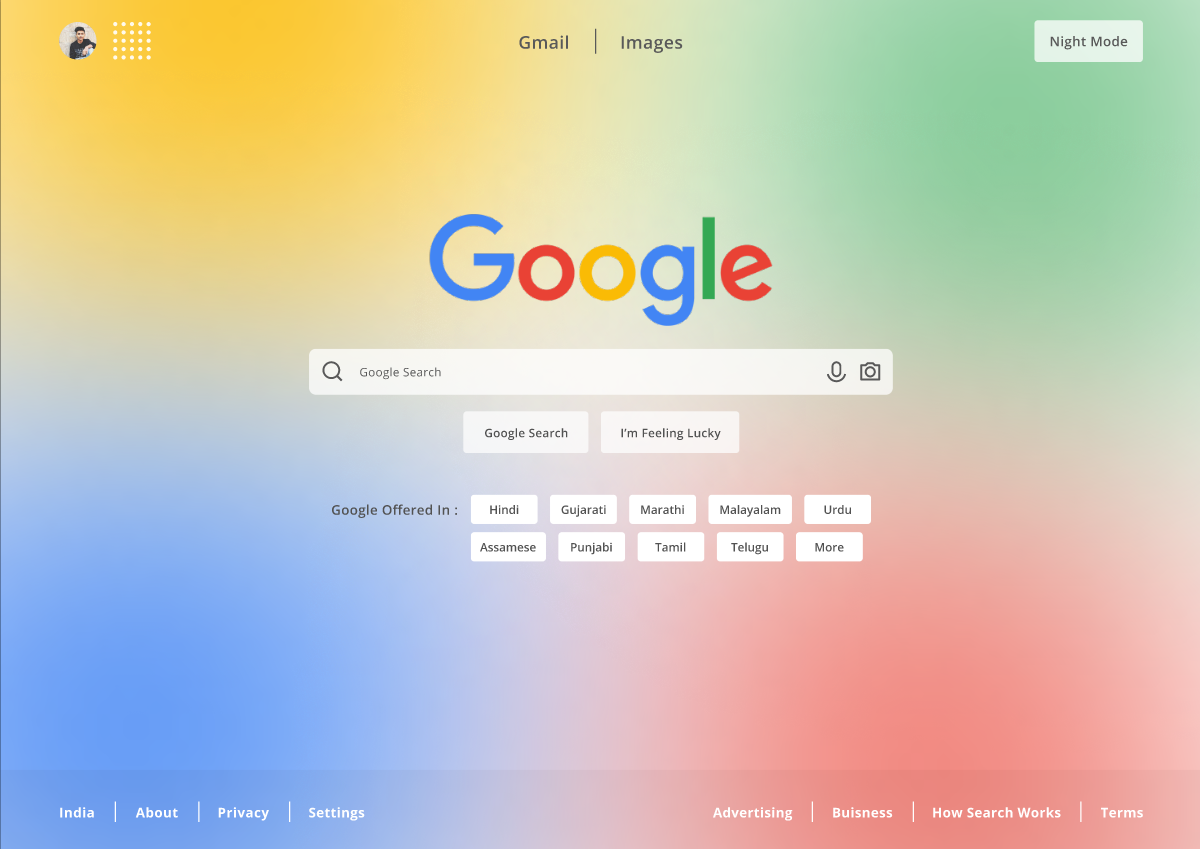 Gmail | Images
Night Mode
Google
Google Search
Google Search
I'm Feeling Lucky
Google Offered In :
Hindi
Gujarati
Marathi
Malayalam
Urdu
Assamese
Punjabi
Tamil
Telugu
More
India | About | Privacy | Settings
Advertising | Buisness | How Search Works | Terms